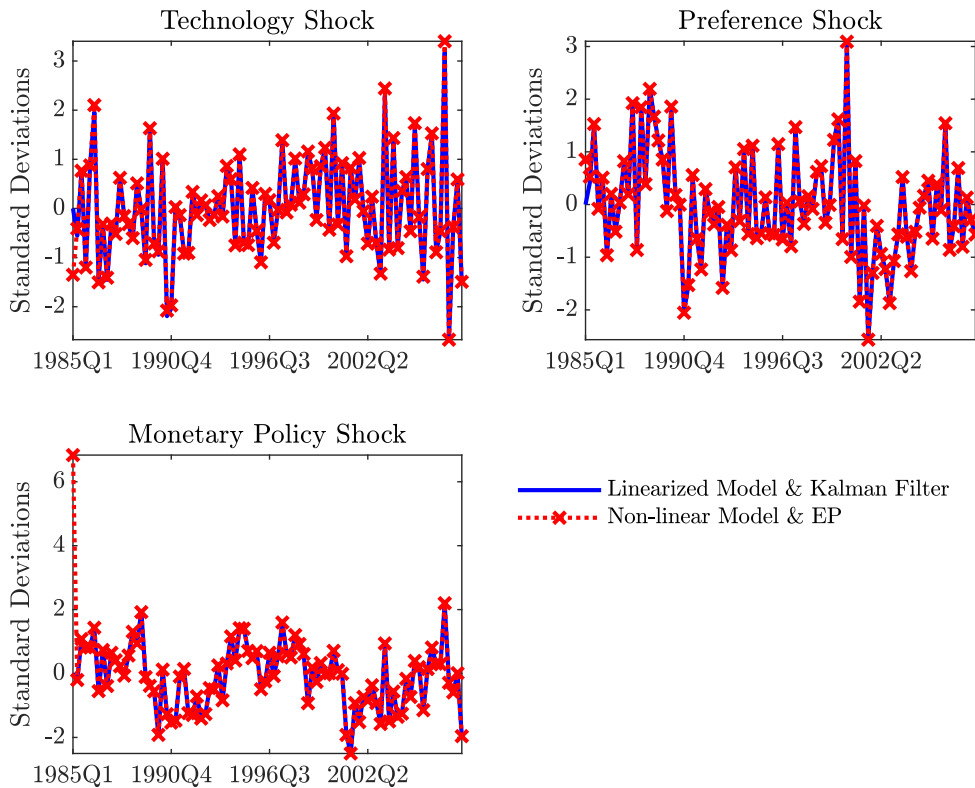 Technology Shock
Standard Deviations
3
2
1
0
-1
-2
1985Q1 1990Q4 1996Q3 2002Q2
Preference Shock
Standard Deviations
3
2
1
0
-1
-2
1985Q1 1990Q4 1996Q3 2002Q2
Monetary Policy Shock
Standard Deviations
6
4
2
0
-2
1985Q1 1990Q4 1996Q3 2002Q2
Linearized Model & Kalman Filter
Non-linear Model & EP